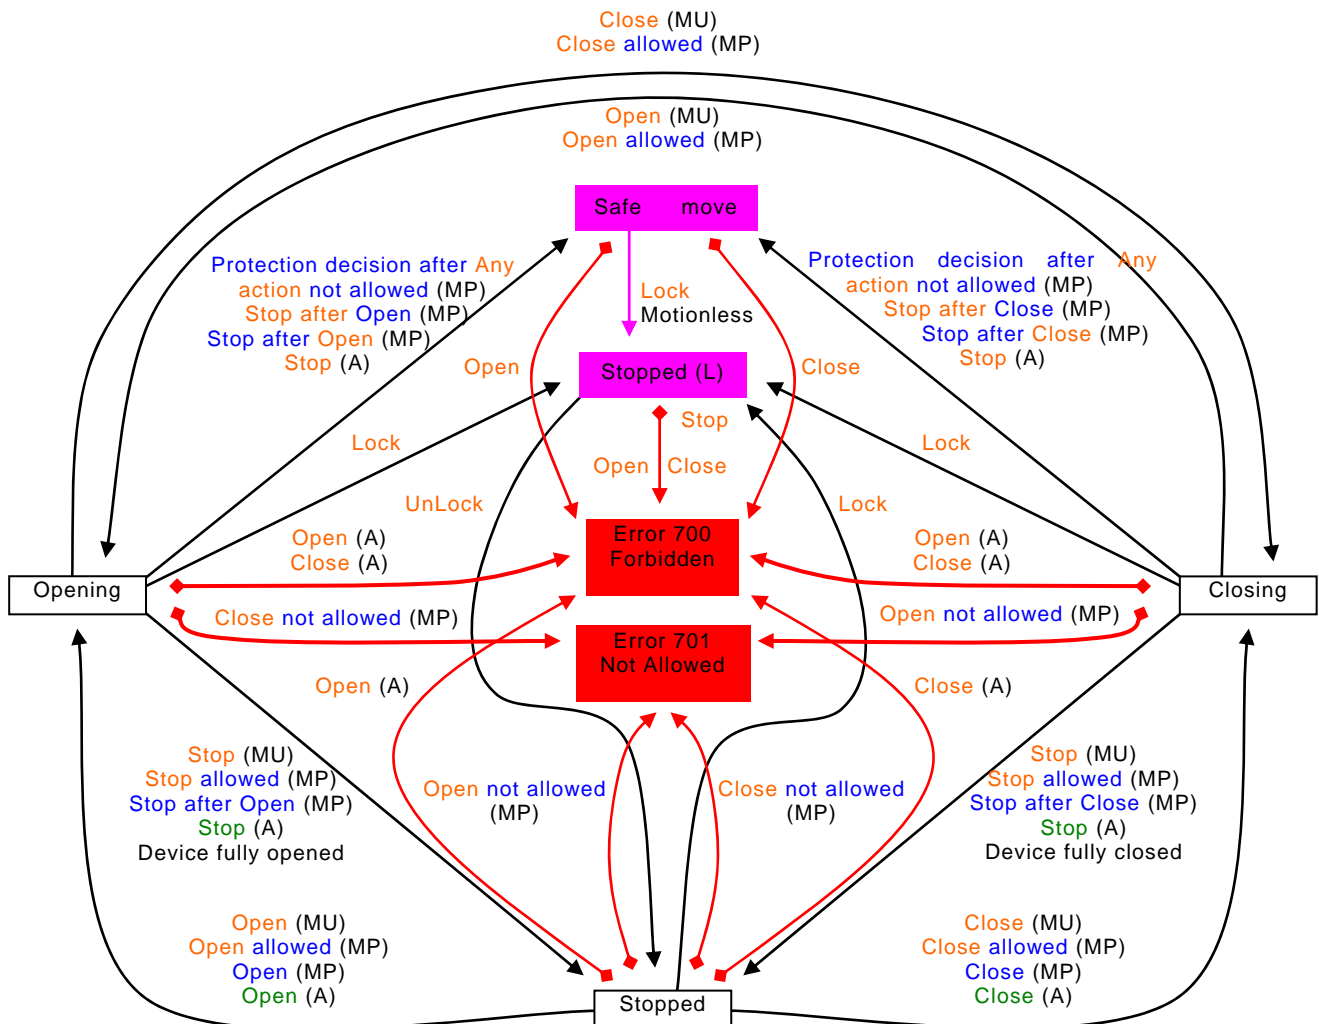 Close (MU)
Close allowed (MP)
Open (MU)
Open allowed (MP)
Safe move
Protection decision after Any
action not allowed (MP)
Stop after Open (MP)
Stop after Open (MP)
Stop (A)
Protection decision after Any
action not allowed (MP)
Stop after Close (MP)
Stop after Close (MP)
Stop (A)
Lock
Motionless
Open
Stopped (L)
Close
Stop
Lock
Lock
Open Close
UnLock
Lock
Error 700
Forbidden
Open (A)
Close (A)
Open (A)
Close (A)
Opening
Closing
Close not allowed (MP)
Open not allowed (MP)
Error 701
Not Allowed
Open (A)
Close (A)
Stop (MU)
Stop allowed (MP)
Stop after Open (MP)
Stop (A)
Device fully opened
Open not allowed
(MP)
Close not allowed
(MP)
Stop (MU)
Stop allowed (MP)
Stop after Close (MP)
Stop (A)
Device fully closed
Open (MU)
Open allowed (MP)
Open (MP)
Open (A)
Close (MU)
Close allowed (MP)
Close (MP)
Close (A)
Stopped